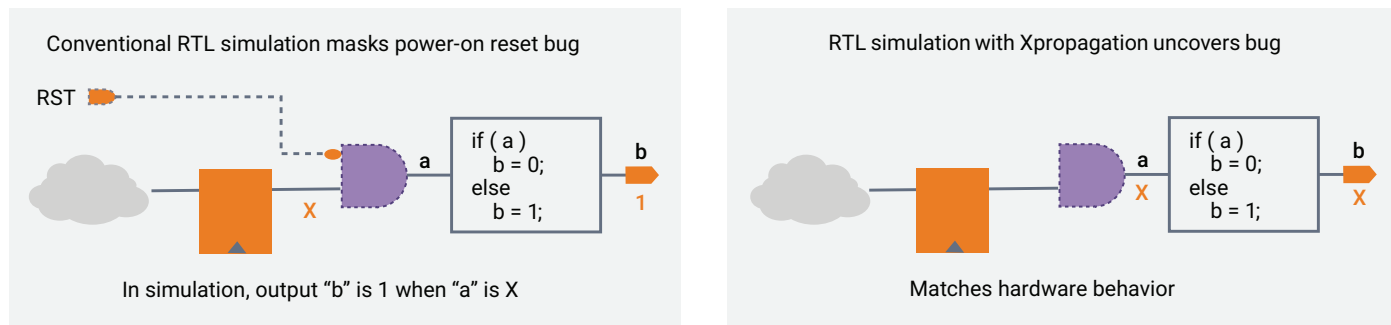 Conventional RTL simulation masks power-on reset bug
RST
X
a
if ( a )
b = 0;
else
b = 1;
b
1
In simulation, output “b” is 1 when “a” is X
RTL simulation with Xpropagation uncovers bug
a
X
if ( a )
b = 0;
else
b = 1;
b
X
Matches hardware behavior